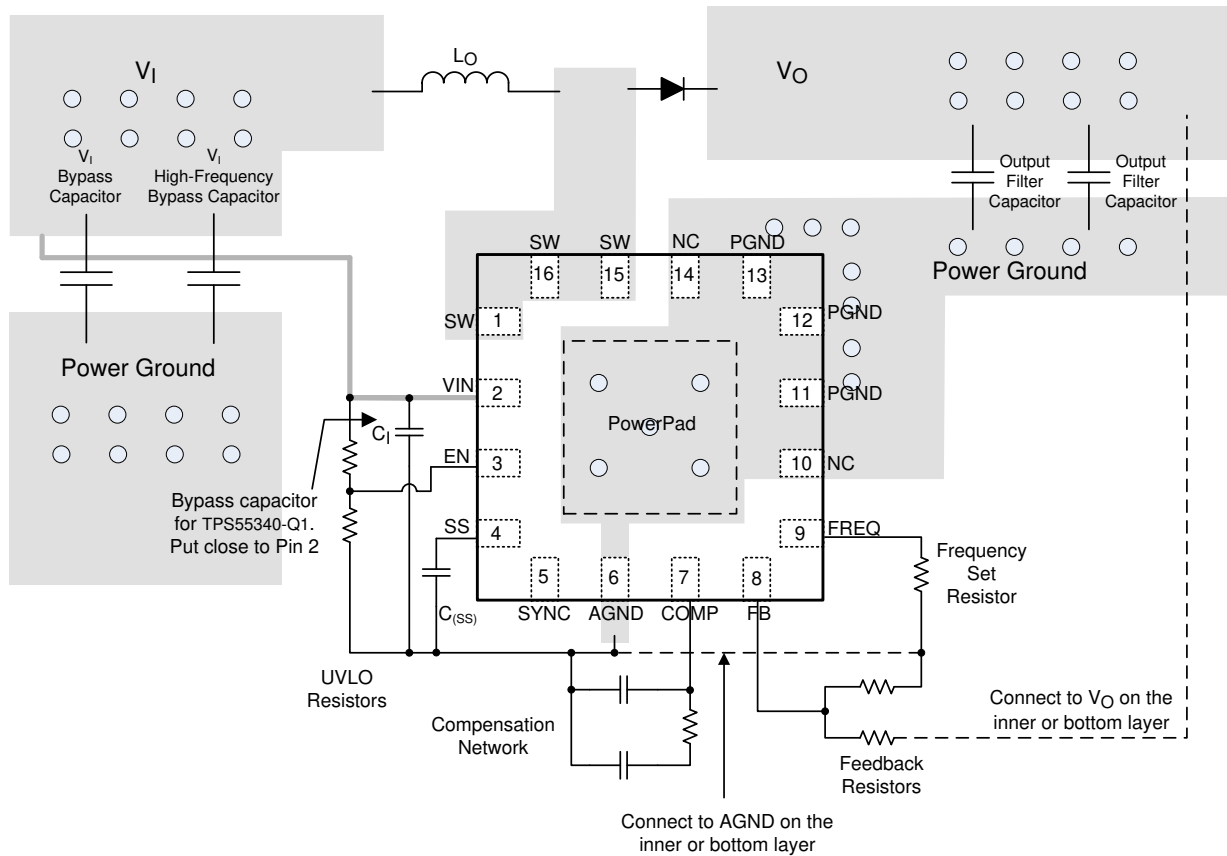 V_I
L_O
V_O
V_I
Bypass
Capacitor
V_I
High-Frequency
Bypass Capacitor
Output
Filter
Capacitor
Output
Filter
Capacitor
Power Ground
Power Ground
SW
SW
NC
PGND
16
15
14
13
SW
1
12
PGND
VIN
2
11
PGND
EN
3
10
NC
SS
4
9
FREQ
PowerPad
C_I
Bypass capacitor
for TPS55340-Q1.
Put close to Pin 2
5
6
7
8
SYNC
AGND
COMP
FB
C_(SS)
Frequency
Set
Resistor
UVLO
Resistors
Compensation
Network
Connect to V_O on the
inner or bottom layer
Feedback
Resistors
Connect to AGND on the
inner or bottom layer